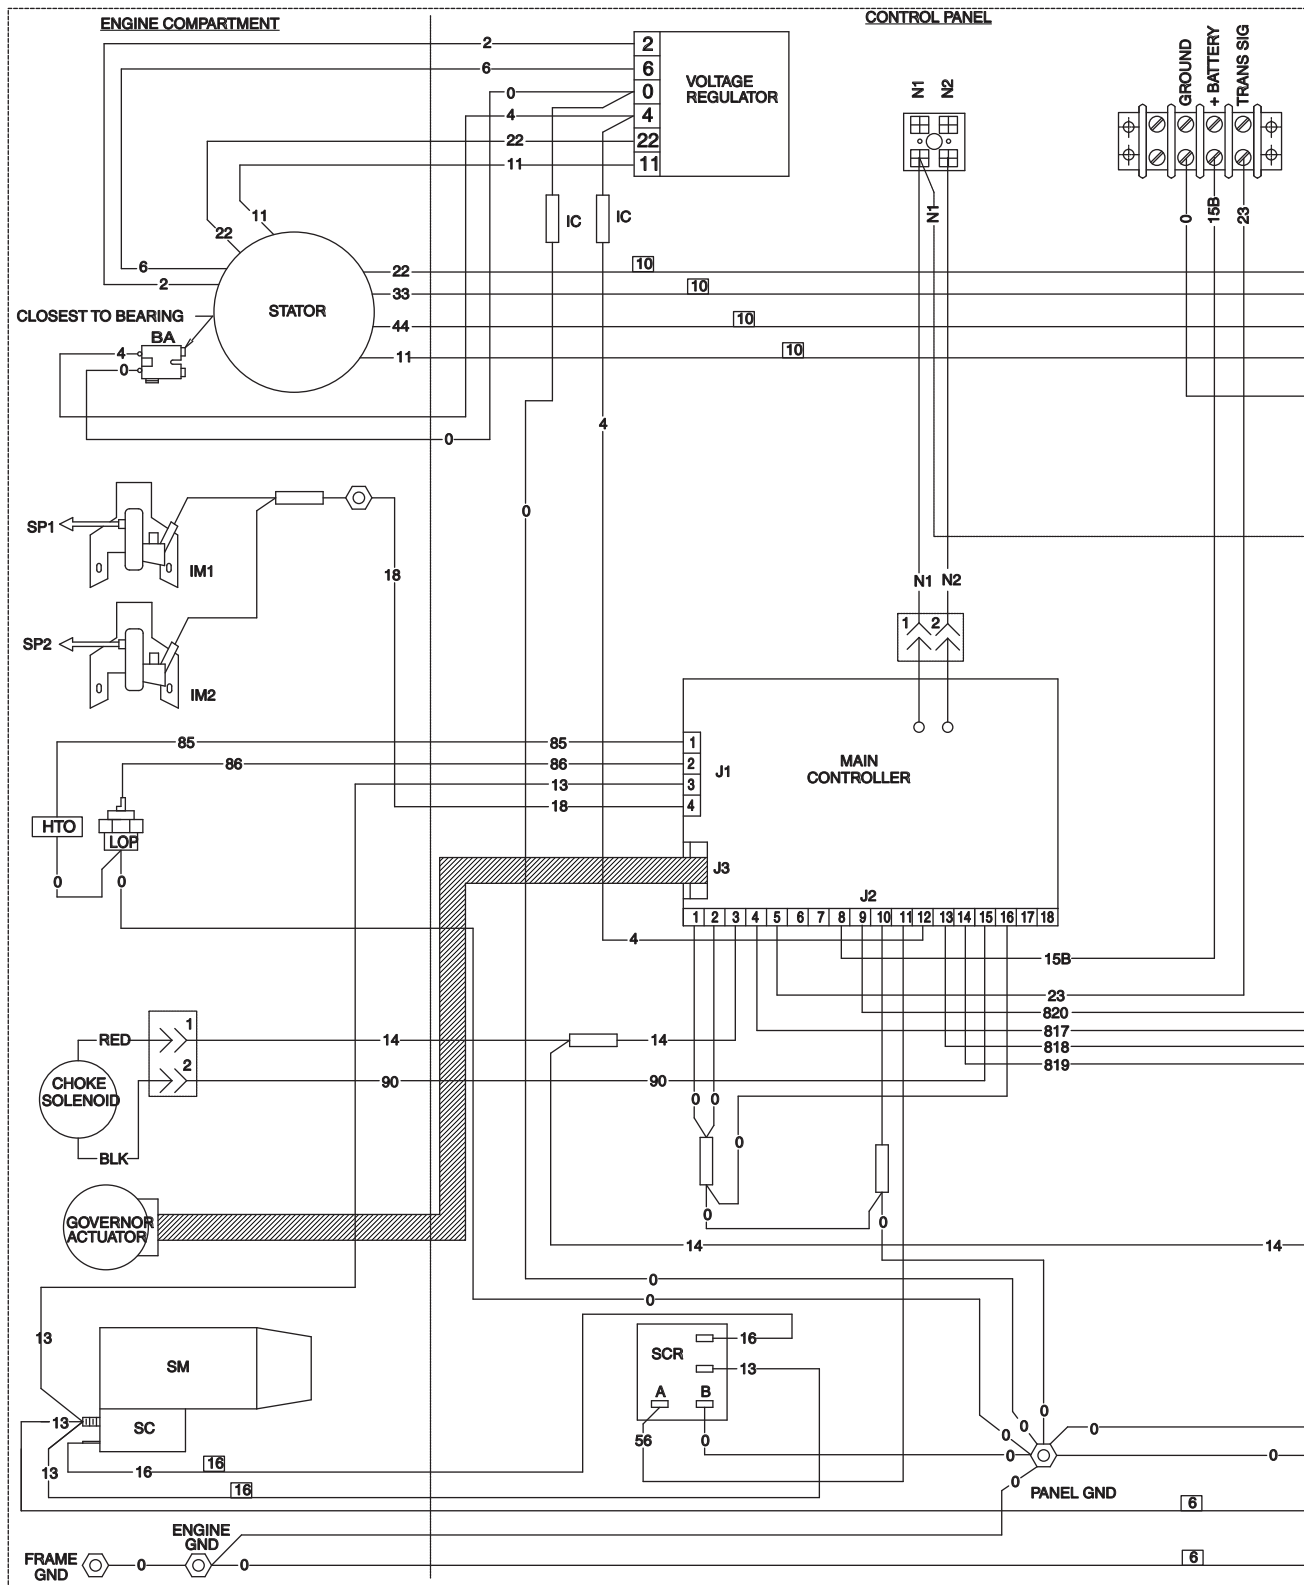 ENGINE COMPARTMENT
CONTROL PANEL
2
2
6
6
0
0
4
4
22
22
11
11
VOLTAGE
REGULATOR
N1
N2
GROUND
+ BATTERY
TRANS SIG
IC
IC
N1
0
15B
23
11
22
6
2
STATOR
CLOSEST TO BEARING
BA
4
0
22
33
44
11
10
10
10
10
0
4
0
SP1
IM1
18
SP2
IM2
N1
N2
1
2
85
85
1
86
86
2
13
3
18
4
J1
MAIN
CONTROLLER
HTO
LOP
0
0
J3
J2
1 2 3 4 5 6 7 8 9 10 11 12 13 14 15 16 17 18
4
15B
23
820
817
818
819
RED
1
14
14
2
90
90
CHOKE
SOLENOID
BLK
0
0
0
0
0
GOVERNOR
ACTUATOR
14
14
0
0
13
SM
SC
13
13
16
16
16
SCR
16
13
A
B
56
0
0
0
0
0
0
0
0
PANEL GND
6
ENGINE
GND
FRAME
GND
0
0
6